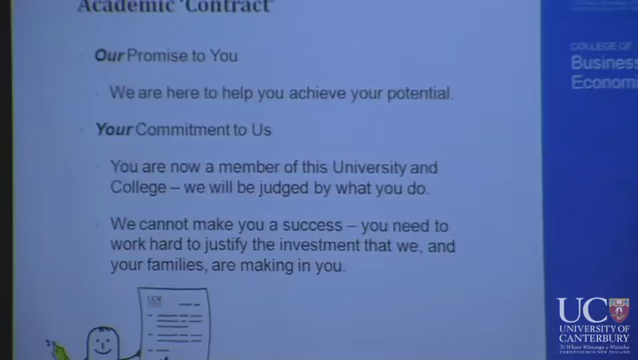 Academic 'Contract'
COLLEGE OF
Business
Economi
Our Promise to You
We are here to help you achieve your potential.
Your Commitment to Us
You are now a member of this University and
College – we will be judged by what you do.
We cannot make you a success – you need to
work hard to justify the investment that we, and
your families, are making in you.
UC
UC
UNIVERSITY OF
CANTERBURY
Te Whare Wānanga o Waitaha
CHRISTCHURCH NEW ZEALAND